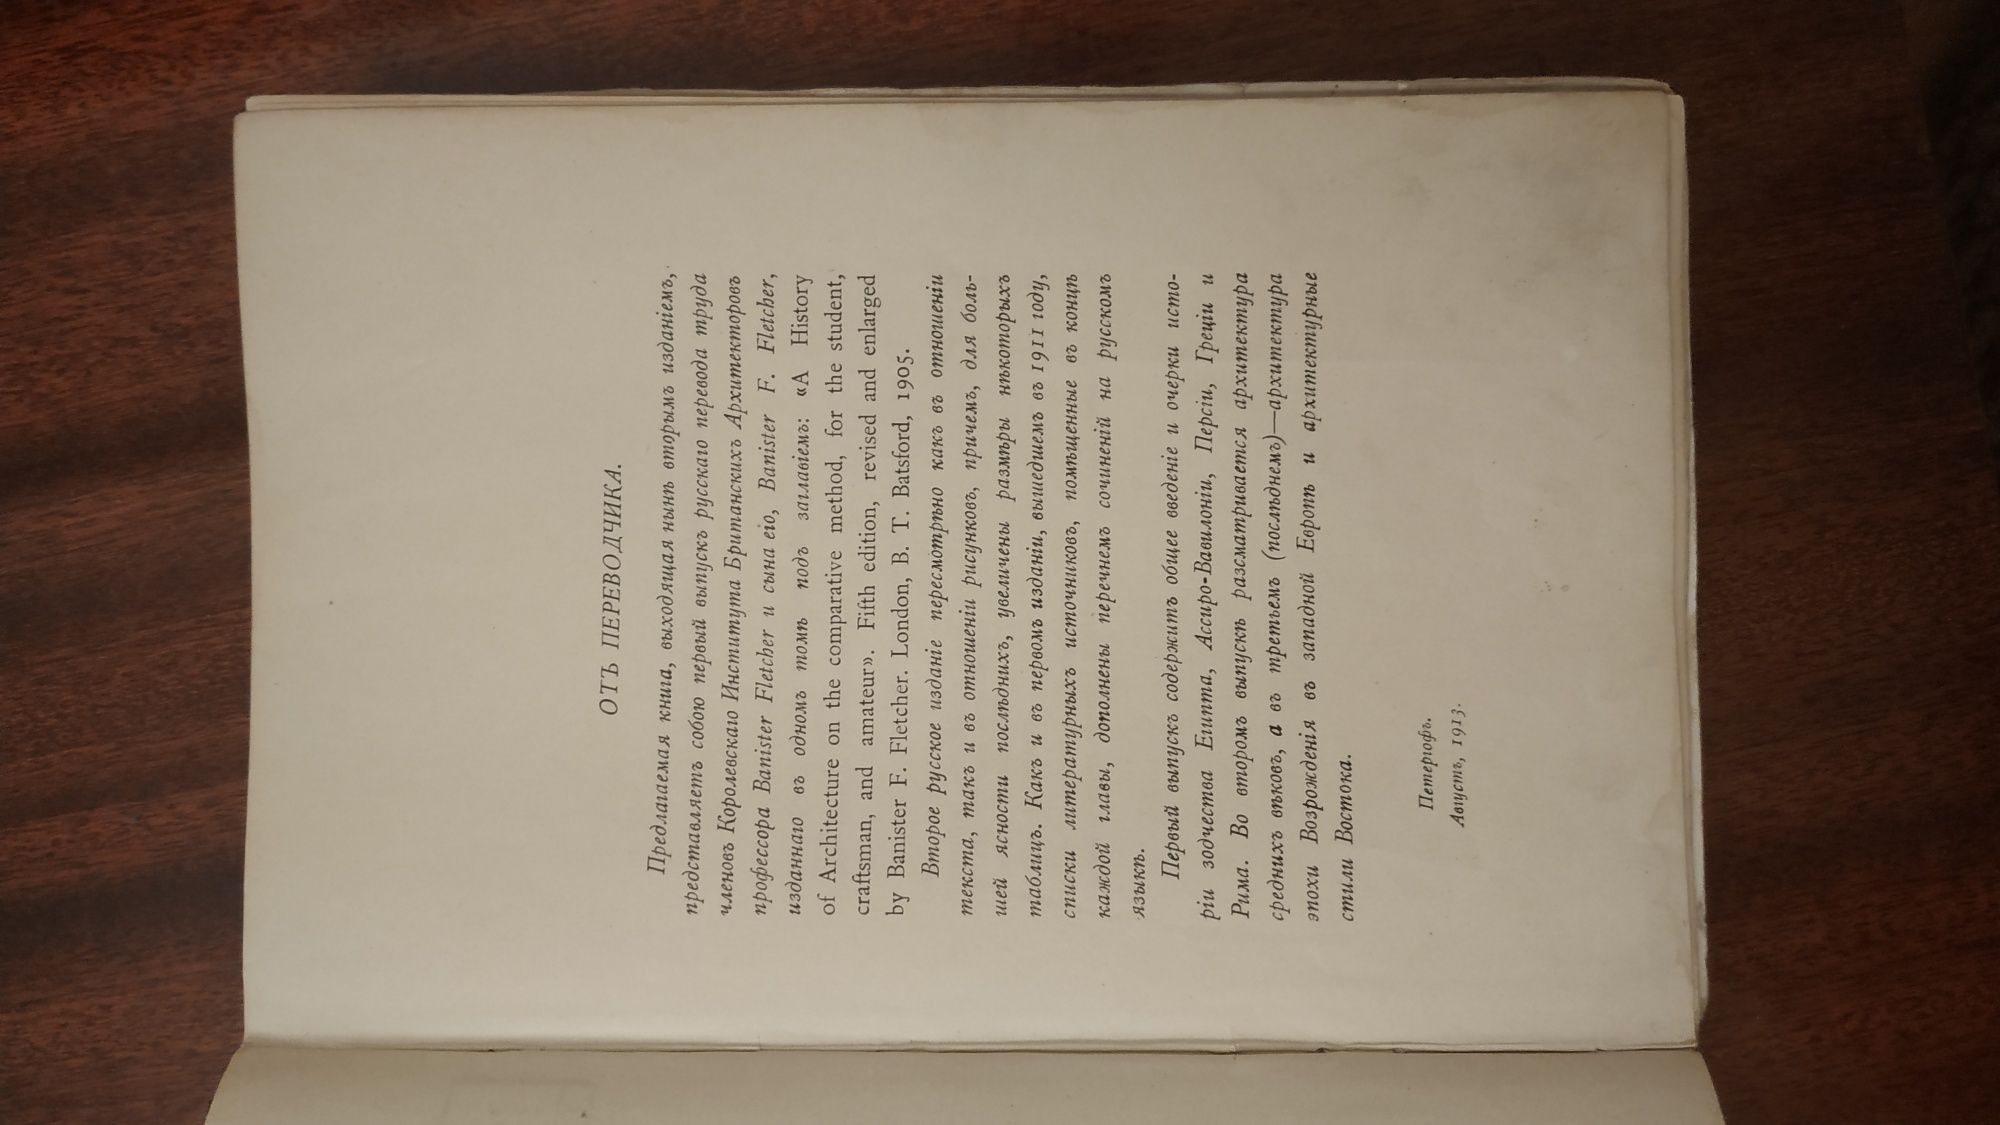 ОТЪ ПЕРЕВОДЧИКА.
Предлагаемая книга, выходящая нынѣ вторымъ изданіемъ,
представляетъ собою первый выпускъ русскаго перевода труда
членовъ Королевскаго Института Британскихъ Архитекторовъ
профессора Banister Fletcher и сына его, Banister F. Fletcher,
изданнаго въ одномъ томѣ подъ заглавіемъ: «A History
of Architecture on the comparative method, for the student,
craftsman, and amateur». Fifth edition, revised and enlarged
by Banister F. Fletcher. London, B. T. Batsford, 1905.
Второе русское изданіе пересмотрѣно какъ въ отношеніи
текста, такъ и въ отношеніи рисунковъ, причемъ, для боль-
шей ясности послѣднихъ, увеличены размѣры нѣкоторыхъ
таблицъ. Какъ и въ первомъ изданіи, вышедшемъ въ 1911 году,
списки литературныхъ источниковъ, помѣщенные въ концѣ
каждой главы, дополнены перечнемъ сочиненій на русскомъ
языкѣ.
Первый выпускъ содержитъ общее введеніе и очерки исто-
ріи зодчества Египта, Ассиро-Вавилоніи, Персіи, Греціи и
Рима. Во второмъ выпускѣ разсматривается архитектура
среднихъ вѣковъ, а въ третьемъ (послѣднемъ)—архитектура
эпохи Возрожденія въ западной Европѣ и архитектурные
стили Востока.
Петергофъ.
Августъ, 1913.